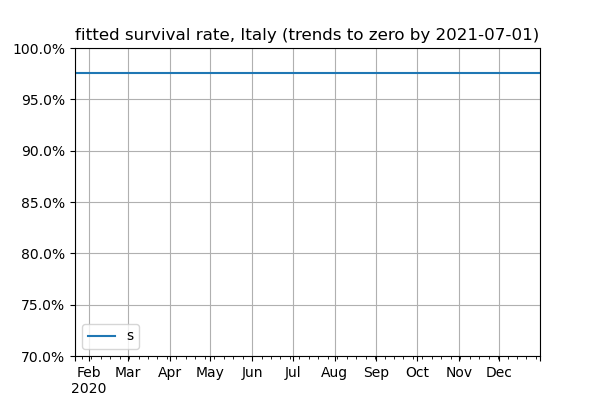 fitted survival rate, Italy (trends to zero by 2021-07-01)
100.0%
95.0%
90.0%
85.0%
80.0%
75.0%
70.0%
s
Feb Mar Apr May Jun Jul Aug Sep Oct Nov Dec
2020